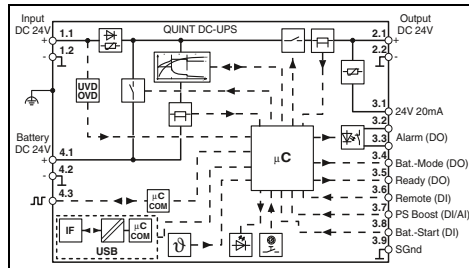 Input
DC 24V
QUINT DC-UPS
Output
DC 24V
1.1
+
1.2
-
2.1
+
2.2
-
UVD
OVD
3.1
24V 20mA
3.2
Alarm (DO)
3.3
Battery
DC 24V
4.1
+
4.2
-
4.3
µC
3.4
Bat.-Mode (DO)
3.5
Ready (DO)
3.6
Remote (DI)
3.7
PS Boost (DI/AI)
3.8
Bat.-Start (DI)
3.9
SGnd
µC
COM
IF
µC
COM
USB
ϑ